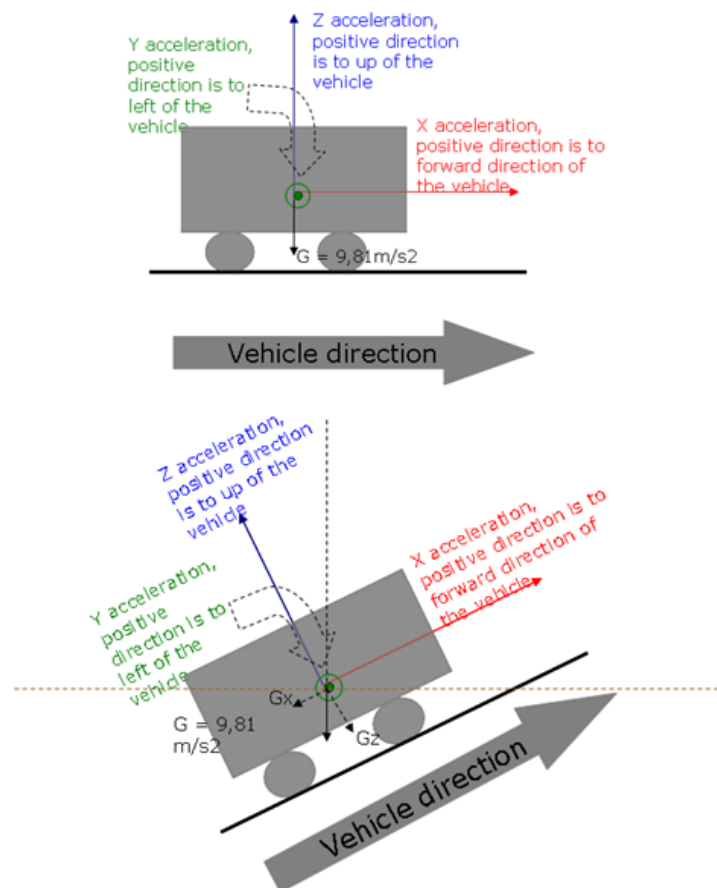 Y acceleration,
positive
direction is to
left of the
vehicle
Z acceleration,
positive direction
is to up of the
vehicle
X acceleration,
positive direction is to
forward direction of
the vehicle
G = 9,81m/s2
Vehicle direction
Z acceleration,
positive direction
is to up of the
vehicle
Y acceleration,
positive
direction is to
left of the
vehicle
X acceleration,
positive direction is to
forward direction of
the vehicle
Gx
G = 9,81
m/s2
Gz
Vehicle direction